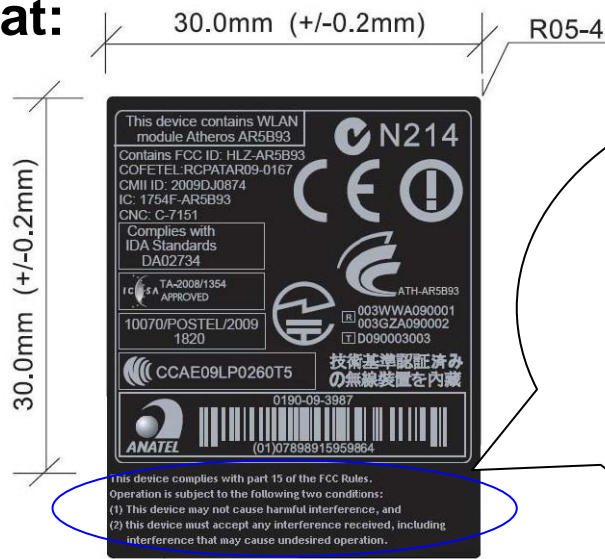 at:
30.0mm (+/-0.2mm)
R05-4
30.0mm (+/-0.2mm)
This device contains WLAN
module Atheros AR5B93
N214
Contains FCC ID: HLZ-AR5B93
COFETEL:RCPATAR09-0167
CMII ID: 2009DJ0874
IC: 1754F-AR5B93
CNC: C-7151
CE
Complies with
IDA Standards
DA02734
ATH-AR5B93
ICASA TA-2008/1354
APPROVED
R 003WWA090001
003GZA090002
T D090003003
10070/POSTEL/2009
1820
CCAE09LP0260T5
技術基準認証済み
の無線装置を内蔵
0190-09-3987
ANATEL
(01)07898915959864
This device complies with part 15 of the FCC Rules.
Operation is subject to the following two conditions:
(1) This device may not cause harmful interference, and
(2) this device must accept any interference received, including
interference that may cause undesired operation.